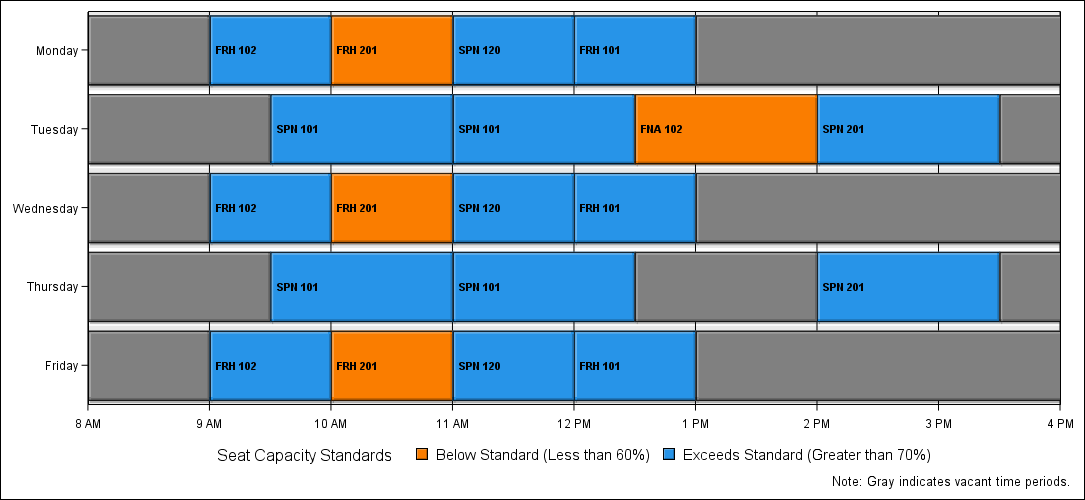 Monday FRH 102 FRH 201 SPN 120 FRH 101
Tuesday SPN 101 SPN 101 FNA 102 SPN 201
Wednesday FRH 102 FRH 201 SPN 120 FRH 101
Thursday SPN 101 SPN 101 SPN 201
Friday FRH 102 FRH 201 SPN 120 FRH 101
8 AM 9 AM 10 AM 11 AM 12 PM 1 PM 2 PM 3 PM 4 PM
Seat Capacity Standards Below Standard (Less than 60%) Exceeds Standard (Greater than 70%)
Note: Gray indicates vacant time periods.